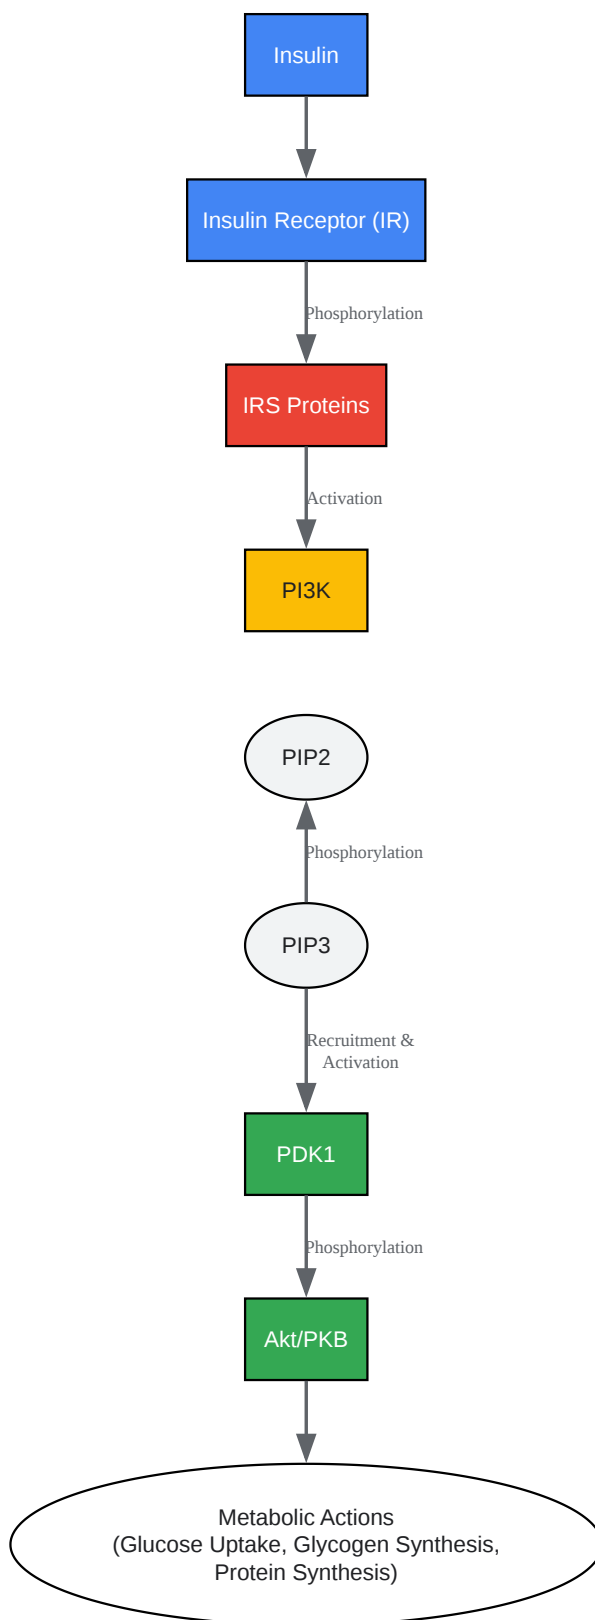 Insulin
Insulin Receptor (IR)
Phosphorylation
IRS Proteins
Activation
PI3K
PIP2
Phosphorylation
PIP3
Recruitment &
Activation
PDK1
Phosphorylation
Akt/PKB
Metabolic Actions
(Glucose Uptake, Glycogen Synthesis,
Protein Synthesis)